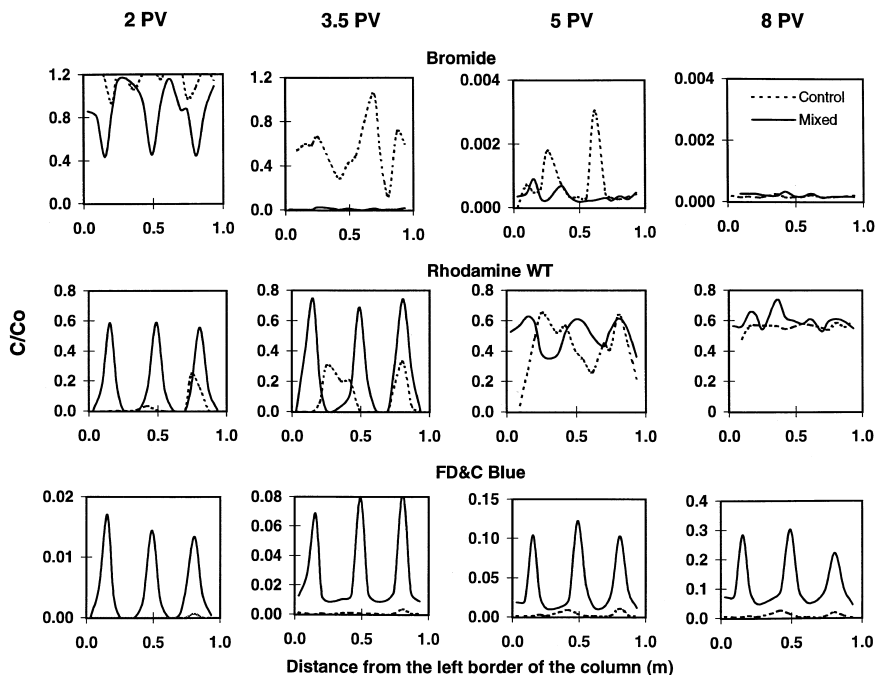 2 PV 3.5 PV 5 PV 8 PV
Bromide
1.2 1.2 0.004 0.004
0.8 0.8 Control
0.002 0.002 Mixed
0.4 0.4
0.0 0.0 0.000 0.000
0.0 0.5 1.0 0.0 0.5 1.0 0.0 0.5 1.0 0.0 0.5 1.0
Rhodamine WT
0.8 0.8 0.8 0.8
0.6 0.6 0.6 0.6
0.4 0.4 0.4 0.4
0.2 0.2 0.2 0.2
0.0 0.0 0.0 0
0.0 0.5 1.0 0.0 0.5 1.0 0.0 0.5 1.0 0.0 0.5 1.0
C/Co
FD&C Blue
0.02 0.08 0.15 0.4
0.06 0.3
0.10
0.01 0.04 0.2
0.05
0.02 0.1
0.00 0.00 0.00 0.0
0.0 0.5 1.0 0.0 0.5 1.0 0.0 0.5 1.0 0.0 0.5 1.0
Distance from the left border of the column (m)